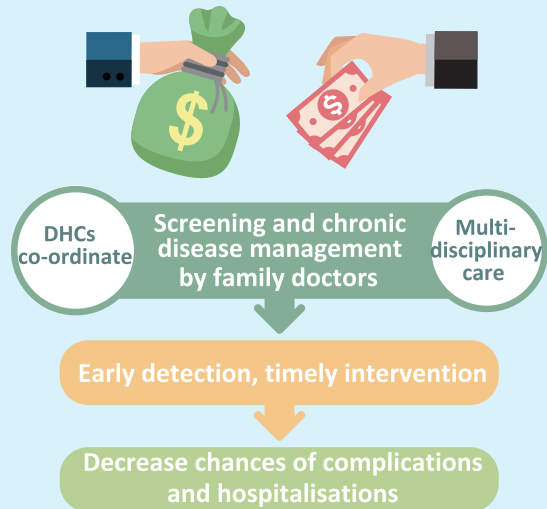 $
$
DHCs
co-ordinate
Screening and chronic
disease management
by family doctors
Multi-
disciplinary
care
Early detection, timely intervention
Decrease chances of complications
and hospitalisations